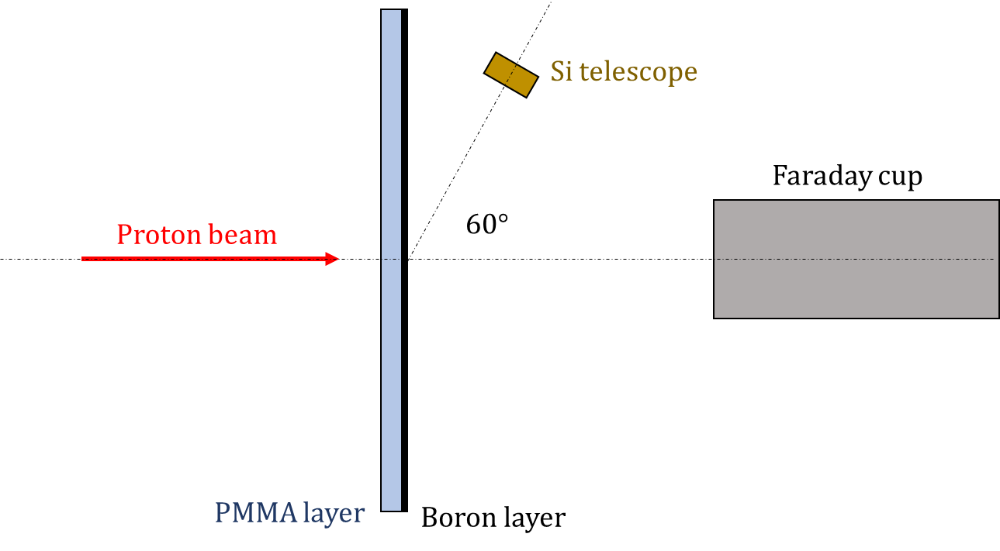 Si telescope
Faraday cup
60°
Proton beam
PMMA layer
Boron layer